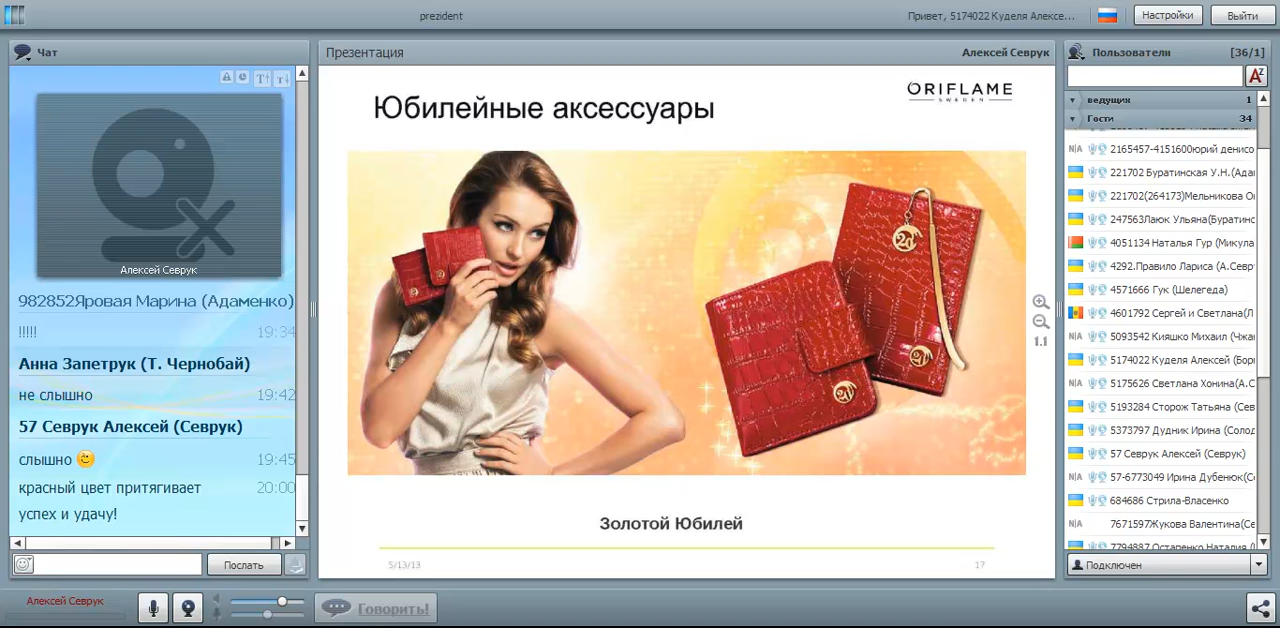 prezident
Привет, 5174022 Куделя Алексе...
Настройки
Выйти
Чат
Алексей Севрук
982852Яровая Марина (Адаменко)
!!!!! 19:34
Анна Запетрук (Т. Чернобай)
не слышно 19:42
57 Севрук Алексей (Севрук)
слышно 19:45
красный цвет притягивает 20:00
успех и удачу!
Послать
Презентация
Алексей Севрук
ORIFLAME
SWEDEN
Юбилейные аксессуары
Золотой Юбилей
5/13/13
17
1.1
Пользователи [36/1]
ведущих 1
Гости 34
N|A 2165457-4151600юрий денисо
221702 Буратинская У.Н.(Ада
221702(264173)Мельникова О
247563Лаюк Ульяна(Буратинс
4051134 Наталья Гур (Микула
4292.Правило Лариса (А.Севр
4571666 Гук (Шелегеда)
4601792 Сергей и Светлана(Л
N|A 5093542 Кияшко Михаил (Чжа
5174022 Куделя Алексей (Бор
N|A 5175626 Светлана Хонина(А.С
5193284 Сторож Татьяна (Сев
5373797 Дудник Ирина (Солод
57 Севрук Алексей (Севрук)
N|A 57-6773049 Ирина Дубенюк(С
684686 Стрила-Власенко
N|A 7671597Жукова Валентина(Се
7794887 Остапенко Наталия
Подключен
Алексей Севрук
Говорить!